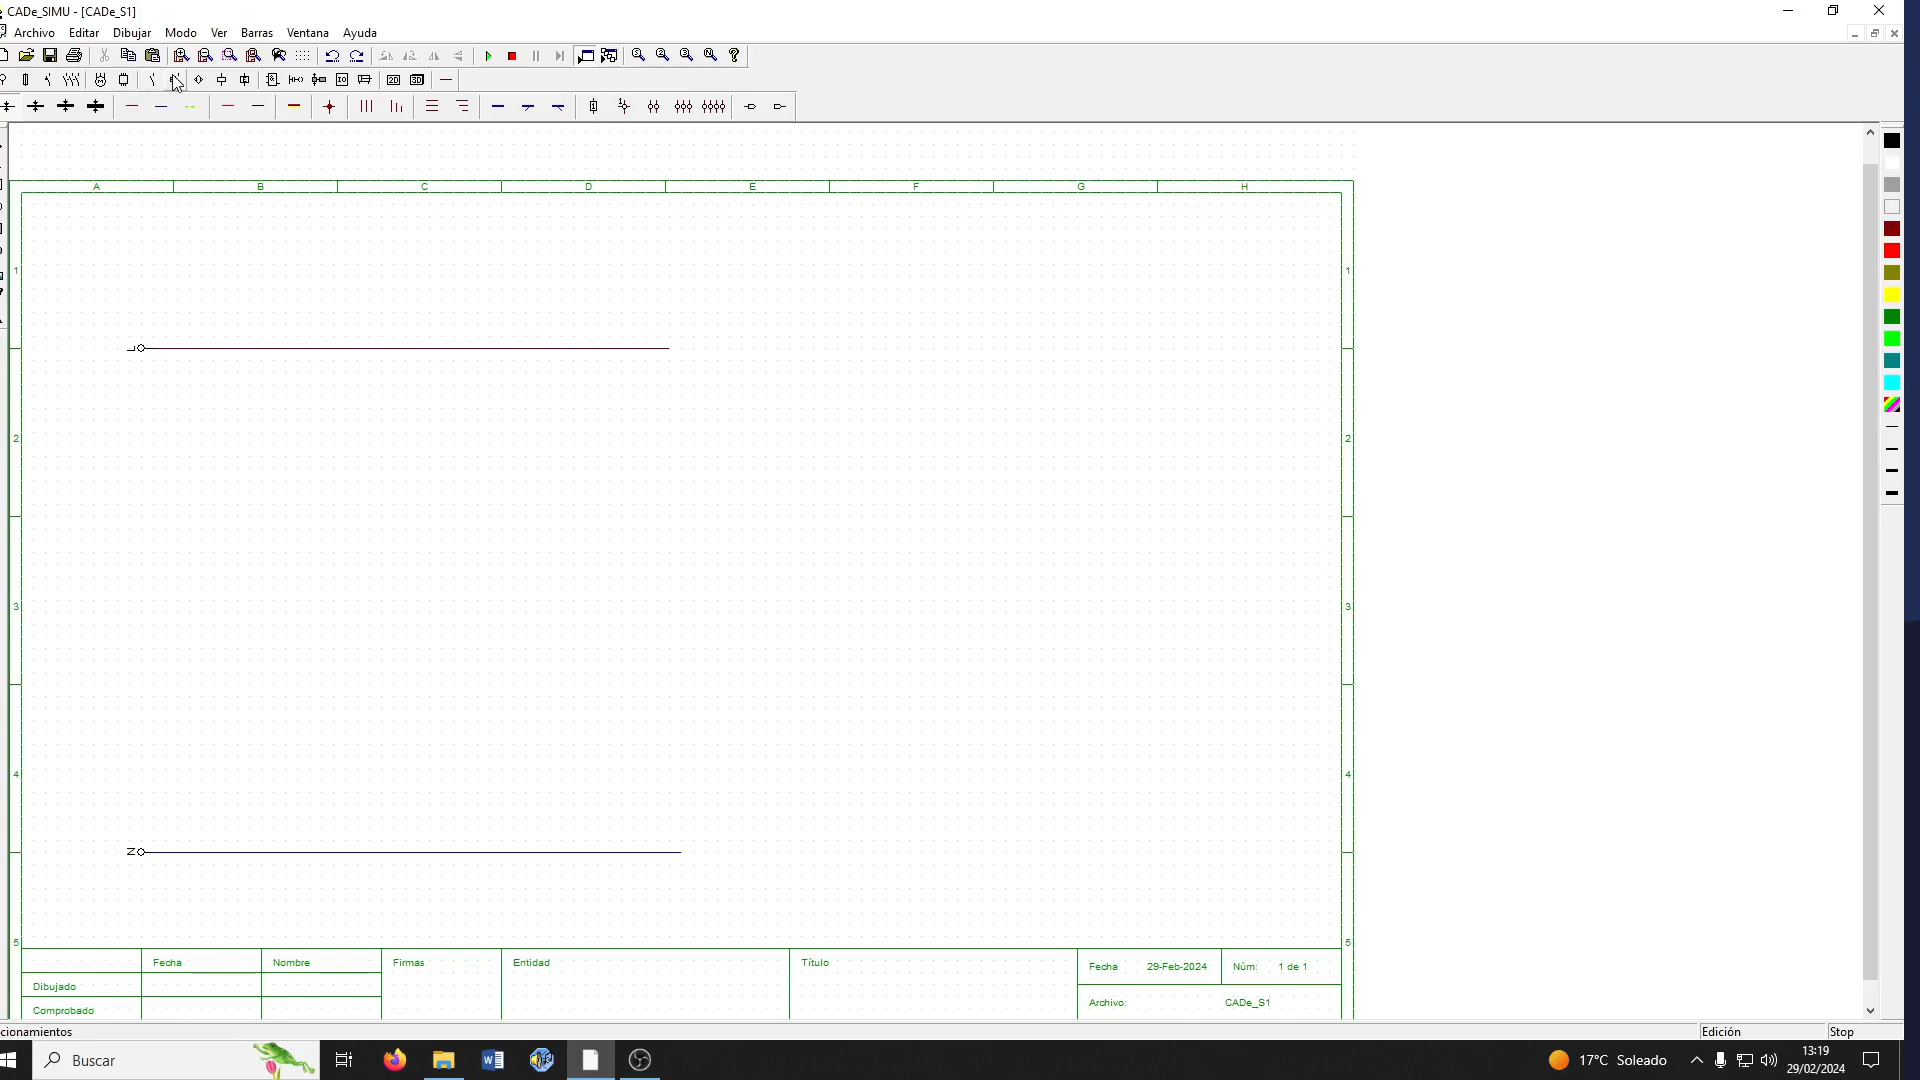 CADe_SIMU - [CADe_S1]
Archivo Editar Dibujar Modo Ver Barras Ventana Ayuda
A B C D E F G H
1 1
L
2 2
3 3
4 4
N
5 5
Fecha Nombre Firmas Entidad Título Fecha 29-Feb-2024 Núm: 1 de 1
Dibujado
Archivo: CADe_S1
Comprobado
cionamientos Edición Stop
Buscar 17°C Soleado 13:19
29/02/2024